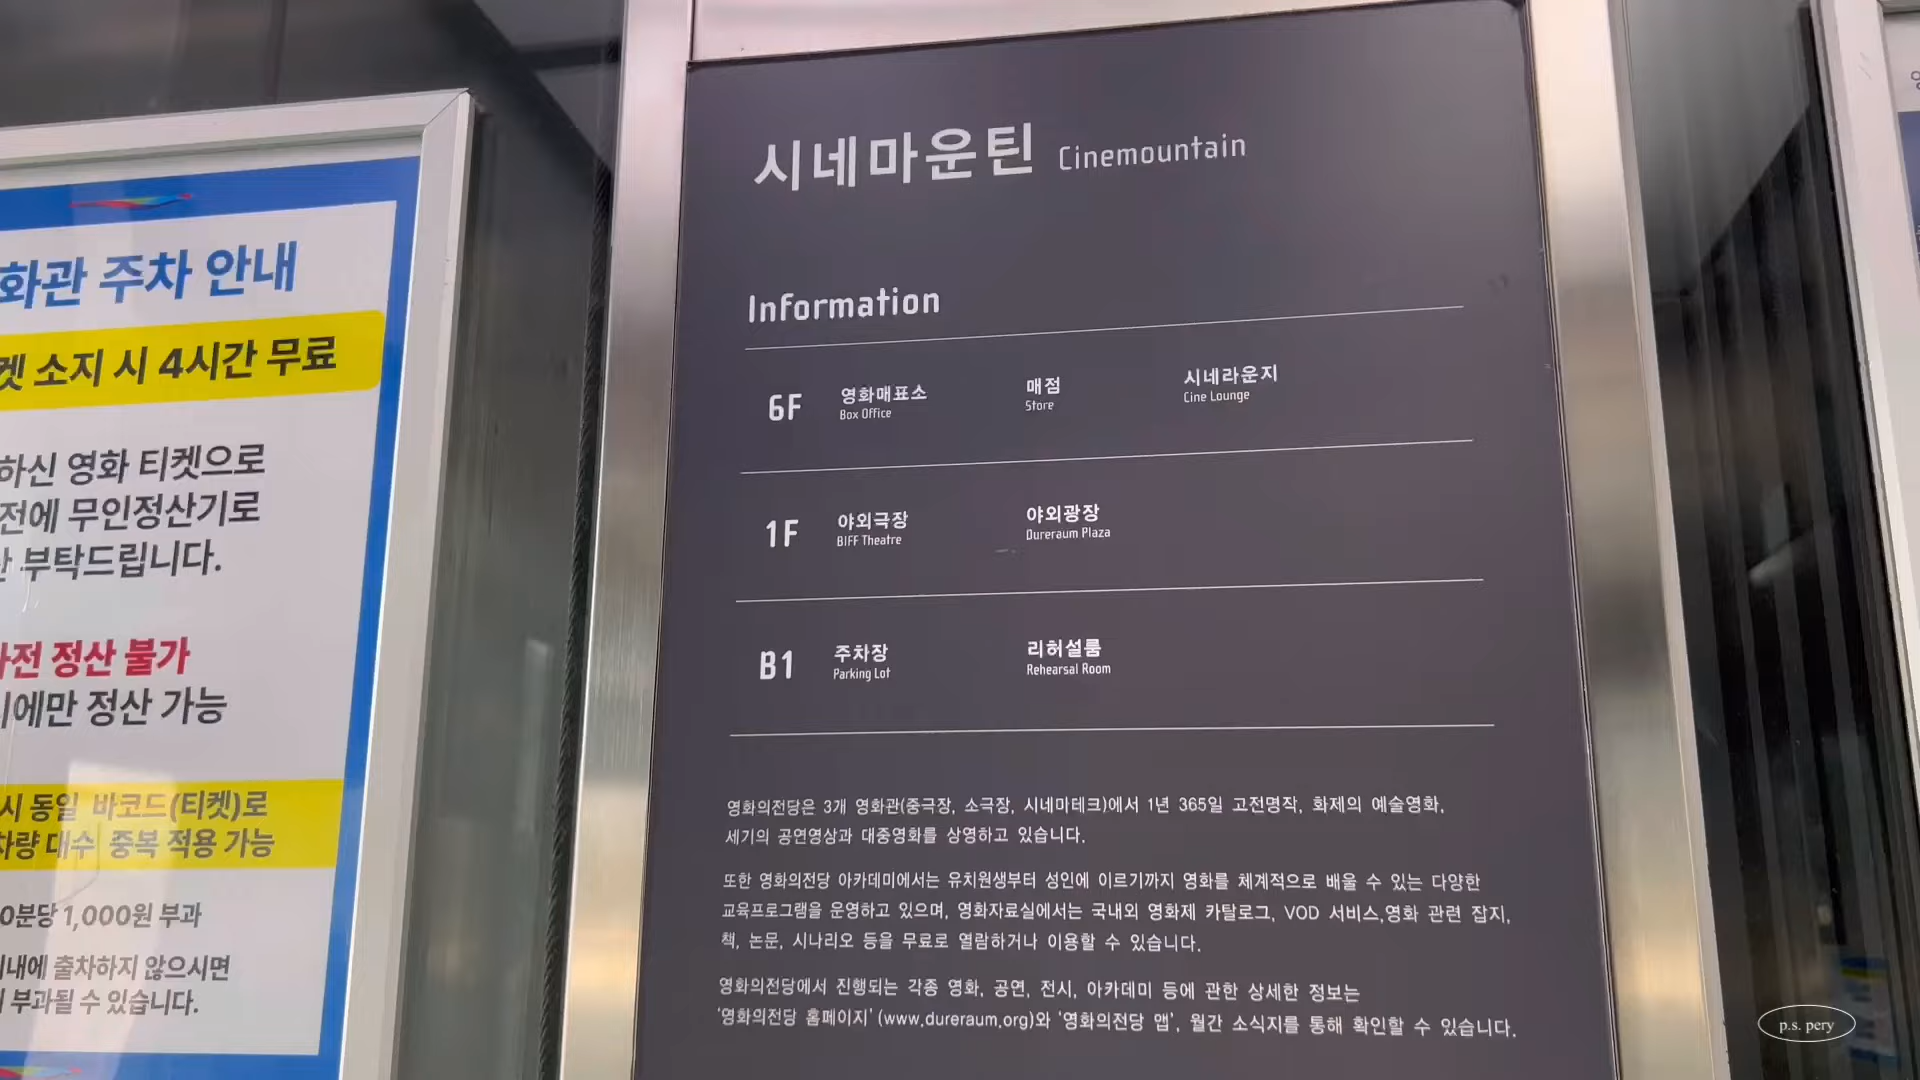 화관 주차 안내
소지 시 4시간 무료
하신 영화 티켓으로
전에 무인정산기로
부탁드립니다.
정산 불가
에만 정산 가능
시 동일 바코드(티켓)로
차량 대수 중복 적용 가능
0분당 1,000원 부과
내에 출차하지 않으시면
부과될 수 있습니다.
시네마운틴 Cinemountain
Information
6F 영화매표소 매점 시네라운지
Box Office Store Cine Lounge
1F 야외극장 야외광장
BIFF Theatre Dureraum Plaza
B1 주차장 리허설룸
Parking Lot Rehearsal Room
영화의전당은 3개 영화관(중극장, 소극장, 시네마테크)에서 1년 365일 고전명작, 화제의 예술영화,
세기의 공연영상과 대중영화를 상영하고 있습니다.
또한 영화의전당 아카데미에서는 유치원생부터 성인에 이르기까지 영화를 체계적으로 배울 수 있는 다양한
교육프로그램을 운영하고 있으며, 영화자료실에서는 국내외 영화제 카탈로그, VOD 서비스,영화 관련 잡지,
책, 논문, 시나리오 등을 무료로 열람하거나 이용할 수 있습니다.
영화의전당에서 진행되는 각종 영화, 공연, 전시, 아카데미 등에 관한 상세한 정보는
'영화의전당 홈페이지' (www.dureraum.org)와 '영화의전당 앱', 월간 소식지를 통해 확인할 수 있습니다.
p.s. pery